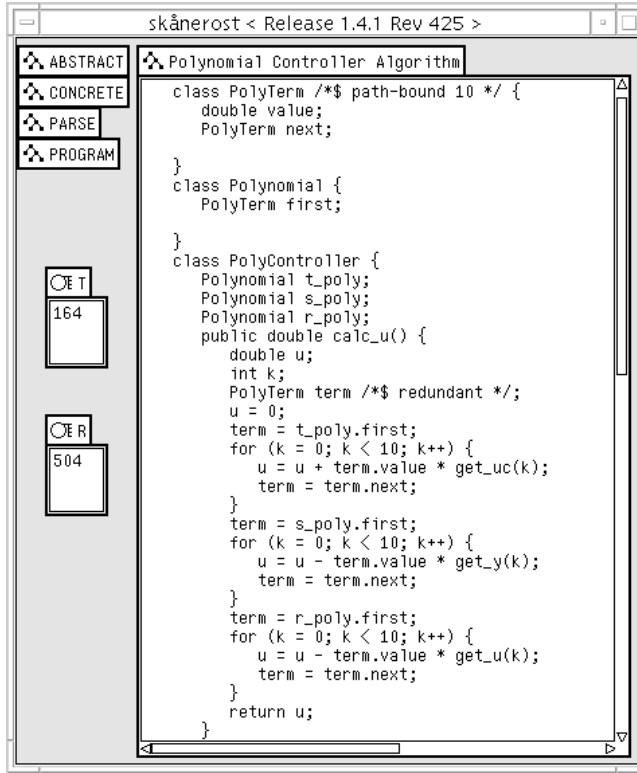 skånerost < Release 1.4.1 Rev 425 >
ABSTRACT
CONCRETE
PARSE
PROGRAM
T
164
R
504
Polynomial Controller Algorithm
class PolyTerm /*$ path-bound 10 */ {
double value;
PolyTerm next;
}
class Polynomial {
PolyTerm first;
}
class PolyController {
Polynomial t_poly;
Polynomial s_poly;
Polynomial r_poly;
public double calc_u() {
double u;
int k;
PolyTerm term /*$ redundant */;
u = 0;
term = t_poly.first;
for (k = 0; k < 10; k++) {
u = u + term.value * get_uc(k);
term = term.next;
}
term = s_poly.first;
for (k = 0; k < 10; k++) {
u = u - term.value * get_y(k);
term = term.next;
}
term = r_poly.first;
for (k = 0; k < 10; k++) {
u = u - term.value * get_u(k);
term = term.next;
}
return u;
}